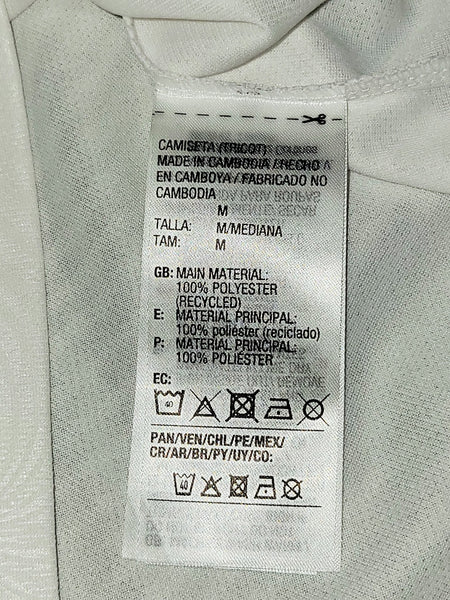 CAMISETA (TRICOT)
MADE IN CAMBODIA / HECHO
EN CAMBOYA / FABRICADO NO
CAMBODIA
M
TALLA: M/MEDIANA
TAM: M
GB: MAIN MATERIAL:
100% POLYESTER
(RECYCLED)
E: MATERIAL PRINCIPAL:
100% poliéster (reciclado)
P: MATERIAL PRINCIPAL:
100% POLIÉSTER
EC:
40
PAN/VEN/CHL/PE/MEX/
CR/AR/BR/PY/UY/CO:
40